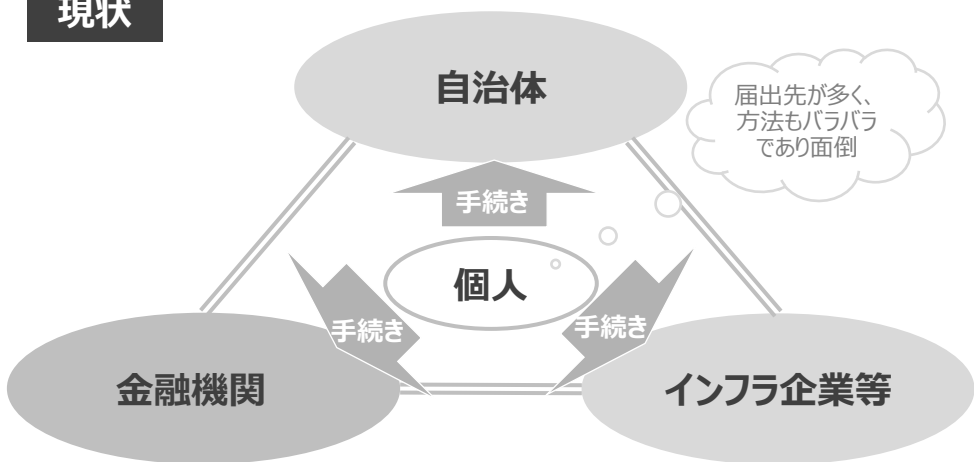 現状
自治体
届出先が多く、
方法もバラバラ
であり面倒
手続き
個人
手続き
手続き
金融機関
インフラ企業等